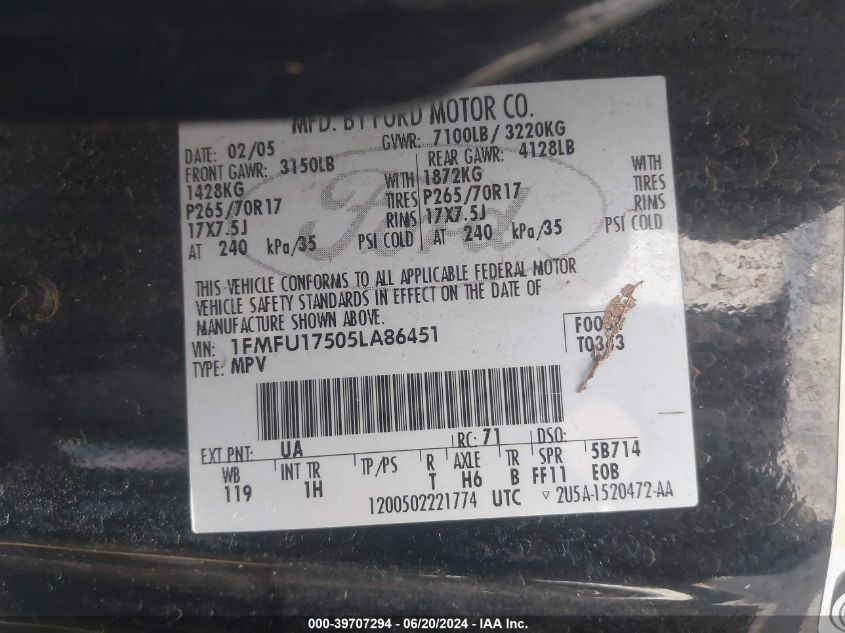 MFD. BY FORD MOTOR CO.
DATE: 02/05 GVWR: 7100LB/ 3220KG
FRONT GAWR: 3150LB REAR GAWR: 4128LB
1428KG WITH 1872KG WITH
P265/70R17 TIRES P265/70R17 TIRES
17X7.5J RIMS 17X7.5J RIMS
AT 240 kPa/35 PSI COLD AT 240 kPa/35 PSI COLD
Ford
THIS VEHICLE CONFORMS TO ALL APPLICABLE FEDERAL MOTOR
VEHICLE SAFETY STANDARDS IN EFFECT ON THE DATE OF
MANUFACTURE SHOWN ABOVE.
VIN: 1FMFU17505LA86451
TYPE: MPV
EXT PNT: UA RC: 71 DSO:
WB INT TR TP/PS R AXLE TR SPR 5B714
119 1H T H6 B FF11 EOB
1200502221774 UTC ▽ 2U5A-1520472-AA
000-39707294 - 06/20/2024 - IAA Inc.